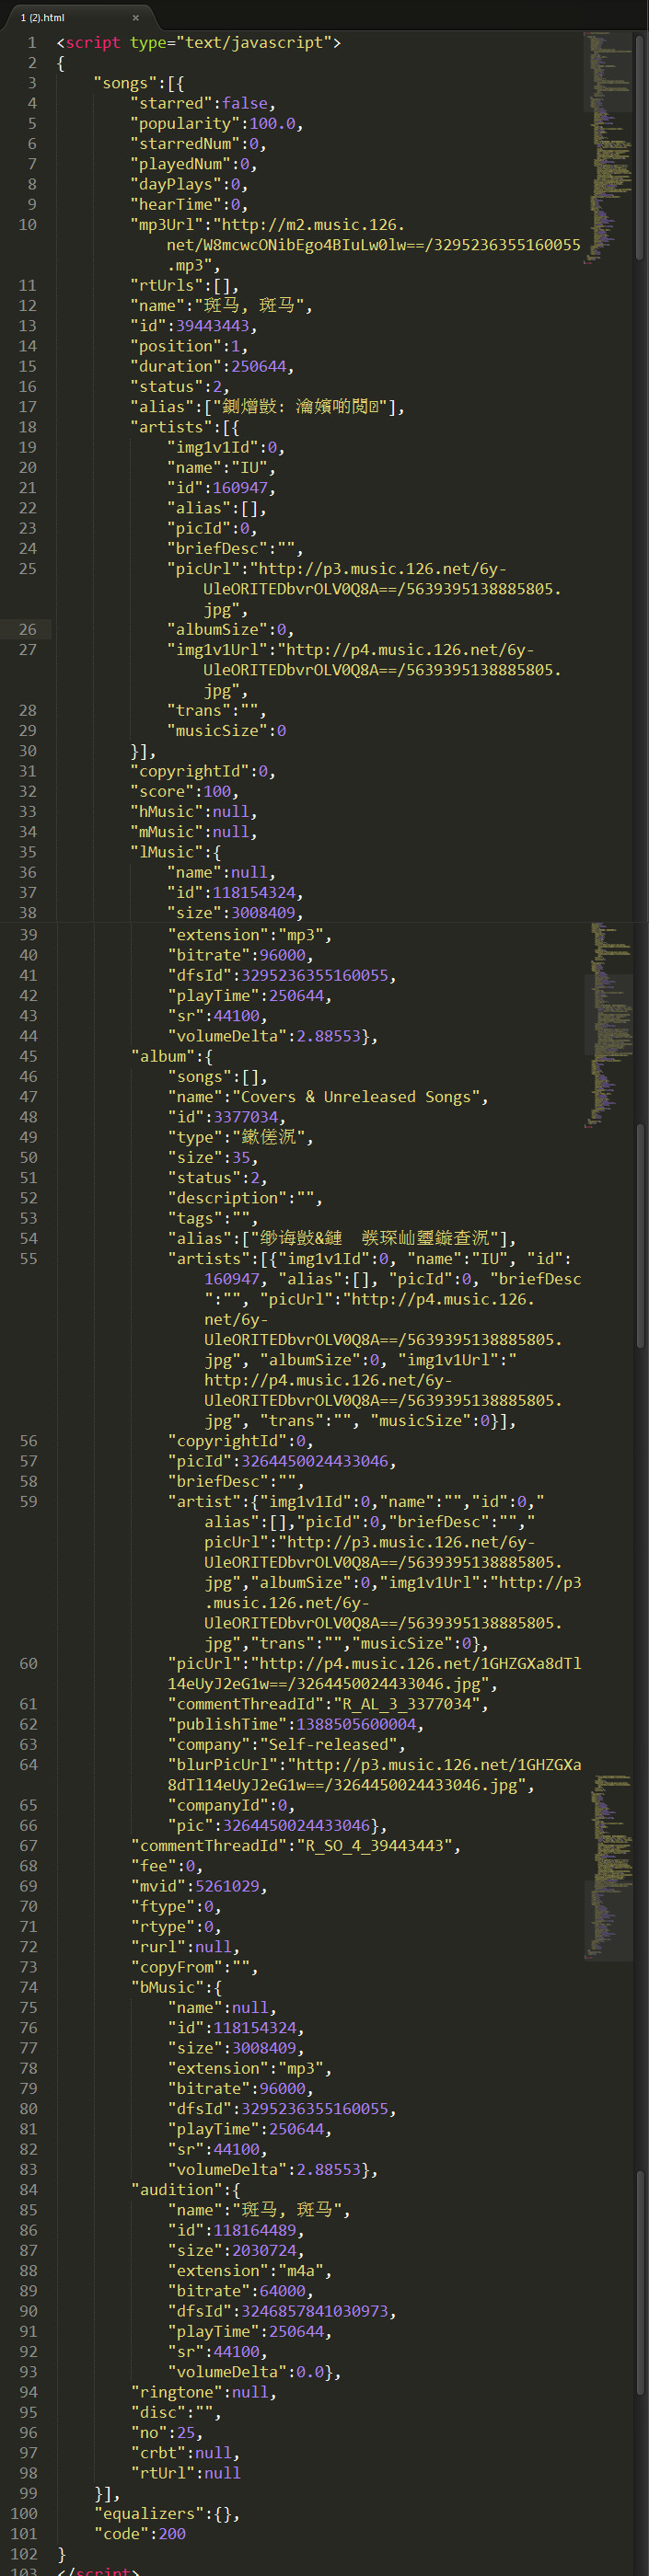 1 (2).html ×
1 <script type="text/javascript">
2 {
3 "songs":[{
4 "starred":false,
5 "popularity":100.0,
6 "starredNum":0,
7 "playedNum":0,
8 "dayPlays":0,
9 "hearTime":0,
10 "mp3Url":"http://m2.music.126.
net/W8mcwcONibEgo4BIuLw0lw==/3295236355160055
.mp3",
11 "rtUrls":[],
12 "name":"斑马, 斑马",
13 "id":39443443,
14 "position":1,
15 "duration":250644,
16 "status":2,
17 "alias":["鍘熷敱: 瀹嬪啲閲"],
18 "artists":[{
19 "img1v1Id":0,
20 "name":"IU",
21 "id":160947,
22 "alias":[],
23 "picId":0,
24 "briefDesc":"",
25 "picUrl":"http://p3.music.126.net/6y-
UleORITEDbvrOLV0Q8A==/5639395138885805.
jpg",
26 "albumSize":0,
27 "img1v1Url":"http://p4.music.126.net/6y-
UleORITEDbvrOLV0Q8A==/5639395138885805.
jpg",
28 "trans":"",
29 "musicSize":0
30 }],
31 "copyrightId":0,
32 "score":100,
33 "hMusic":null,
34 "mMusic":null,
35 "lMusic":{
36 "name":null,
37 "id":118154324,
38 "size":3008409,
39 "extension":"mp3",
40 "bitrate":96000,
41 "dfsId":3295236355160055,
42 "playTime":250644,
43 "sr":44100,
44 "volumeDelta":2.88553},
45 "album":{
46 "songs":[],
47 "name":"Covers & Unreleased Songs",
48 "id":3377034,
49 "type":"鏉傞泦",
50 "size":35,
51 "status":2,
52 "description":"",
53 "tags":"",
54 "alias":["缈诲敱&鏈 彂琛屾瓕鏇查泦"],
55 "artists":[{"img1v1Id":0, "name":"IU", "id":
160947, "alias":[], "picId":0, "briefDesc
":"", "picUrl":"http://p4.music.126.
net/6y-
UleORITEDbvrOLV0Q8A==/5639395138885805.
jpg", "albumSize":0, "img1v1Url":"
http://p4.music.126.net/6y-
UleORITEDbvrOLV0Q8A==/5639395138885805.
jpg", "trans":"", "musicSize":0}],
56 "copyrightId":0,
57 "picId":3264450024433046,
58 "briefDesc":"",
59 "artist":{"img1v1Id":0,"name":"","id":0,"
alias":[],"picId":0,"briefDesc":"","
picUrl":"http://p3.music.126.net/6y-
UleORITEDbvrOLV0Q8A==/5639395138885805.
jpg","albumSize":0,"img1v1Url":"http://p3
.music.126.net/6y-
UleORITEDbvrOLV0Q8A==/5639395138885805.
jpg","trans":"","musicSize":0},
60 "picUrl":"http://p4.music.126.net/1GHZGXa8dTl
14eUyJ2eG1w==/3264450024433046.jpg",
61 "commentThreadId":"R_AL_3_3377034",
62 "publishTime":1388505600004,
63 "company":"Self-released",
64 "blurPicUrl":"http://p3.music.126.net/1GHZGXa
8dTl14eUyJ2eG1w==/3264450024433046.jpg",
65 "companyId":0,
66 "pic":3264450024433046},
67 "commentThreadId":"R_SO_4_39443443",
68 "fee":0,
69 "mvid":5261029,
70 "ftype":0,
71 "rtype":0,
72 "rurl":null,
73 "copyFrom":"",
74 "bMusic":{
75 "name":null,
76 "id":118154324,
77 "size":3008409,
78 "extension":"mp3",
79 "bitrate":96000,
80 "dfsId":3295236355160055,
81 "playTime":250644,
82 "sr":44100,
83 "volumeDelta":2.88553},
84 "audition":{
85 "name":"斑马, 斑马",
86 "id":118164489,
87 "size":2030724,
88 "extension":"m4a",
89 "bitrate":64000,
90 "dfsId":3246857841030973,
91 "playTime":250644,
92 "sr":44100,
93 "volumeDelta":0.0},
94 "ringtone":null,
95 "disc":"",
96 "no":25,
97 "crbt":null,
98 "rtUrl":null
99 }],
100 "equalizers":{},
101 "code":200
102 }
103 </script>